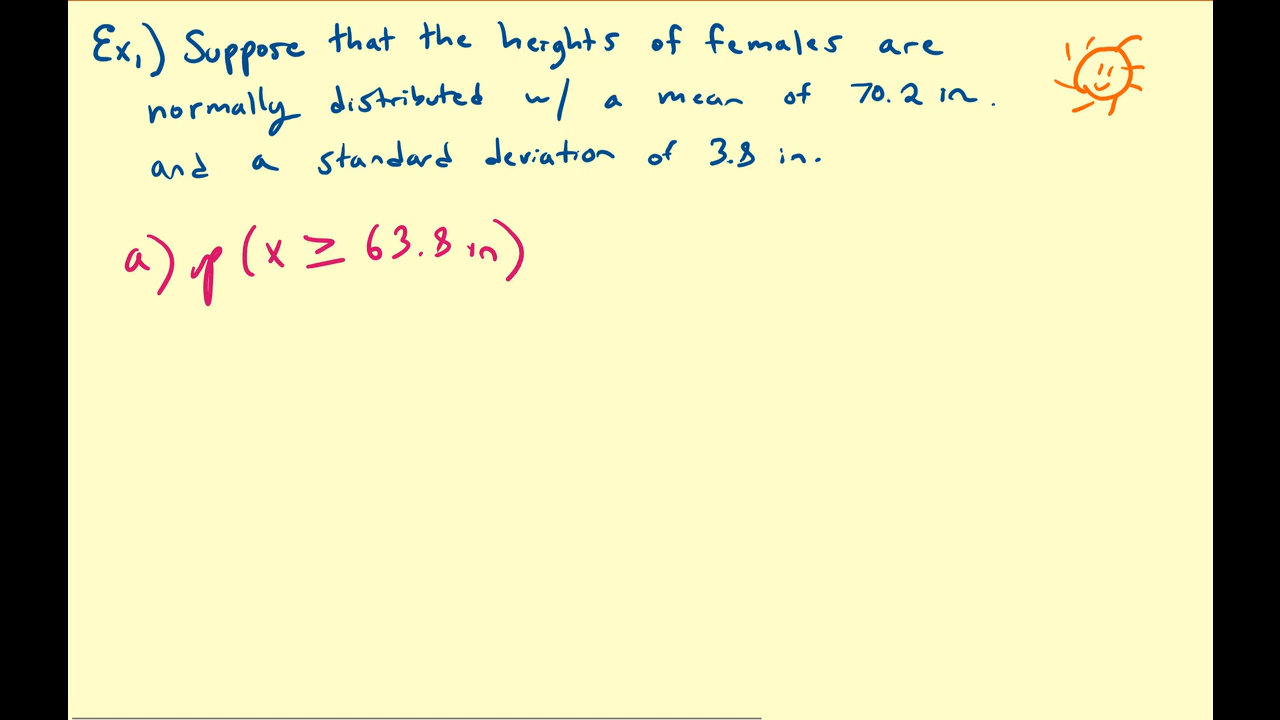 Ex,) Suppose that the heights of females are
normally distributed w/ a mean of 70.2 in.
and a standard deviation of 3.8 in.
a) p(x ≥ 63.8 in)